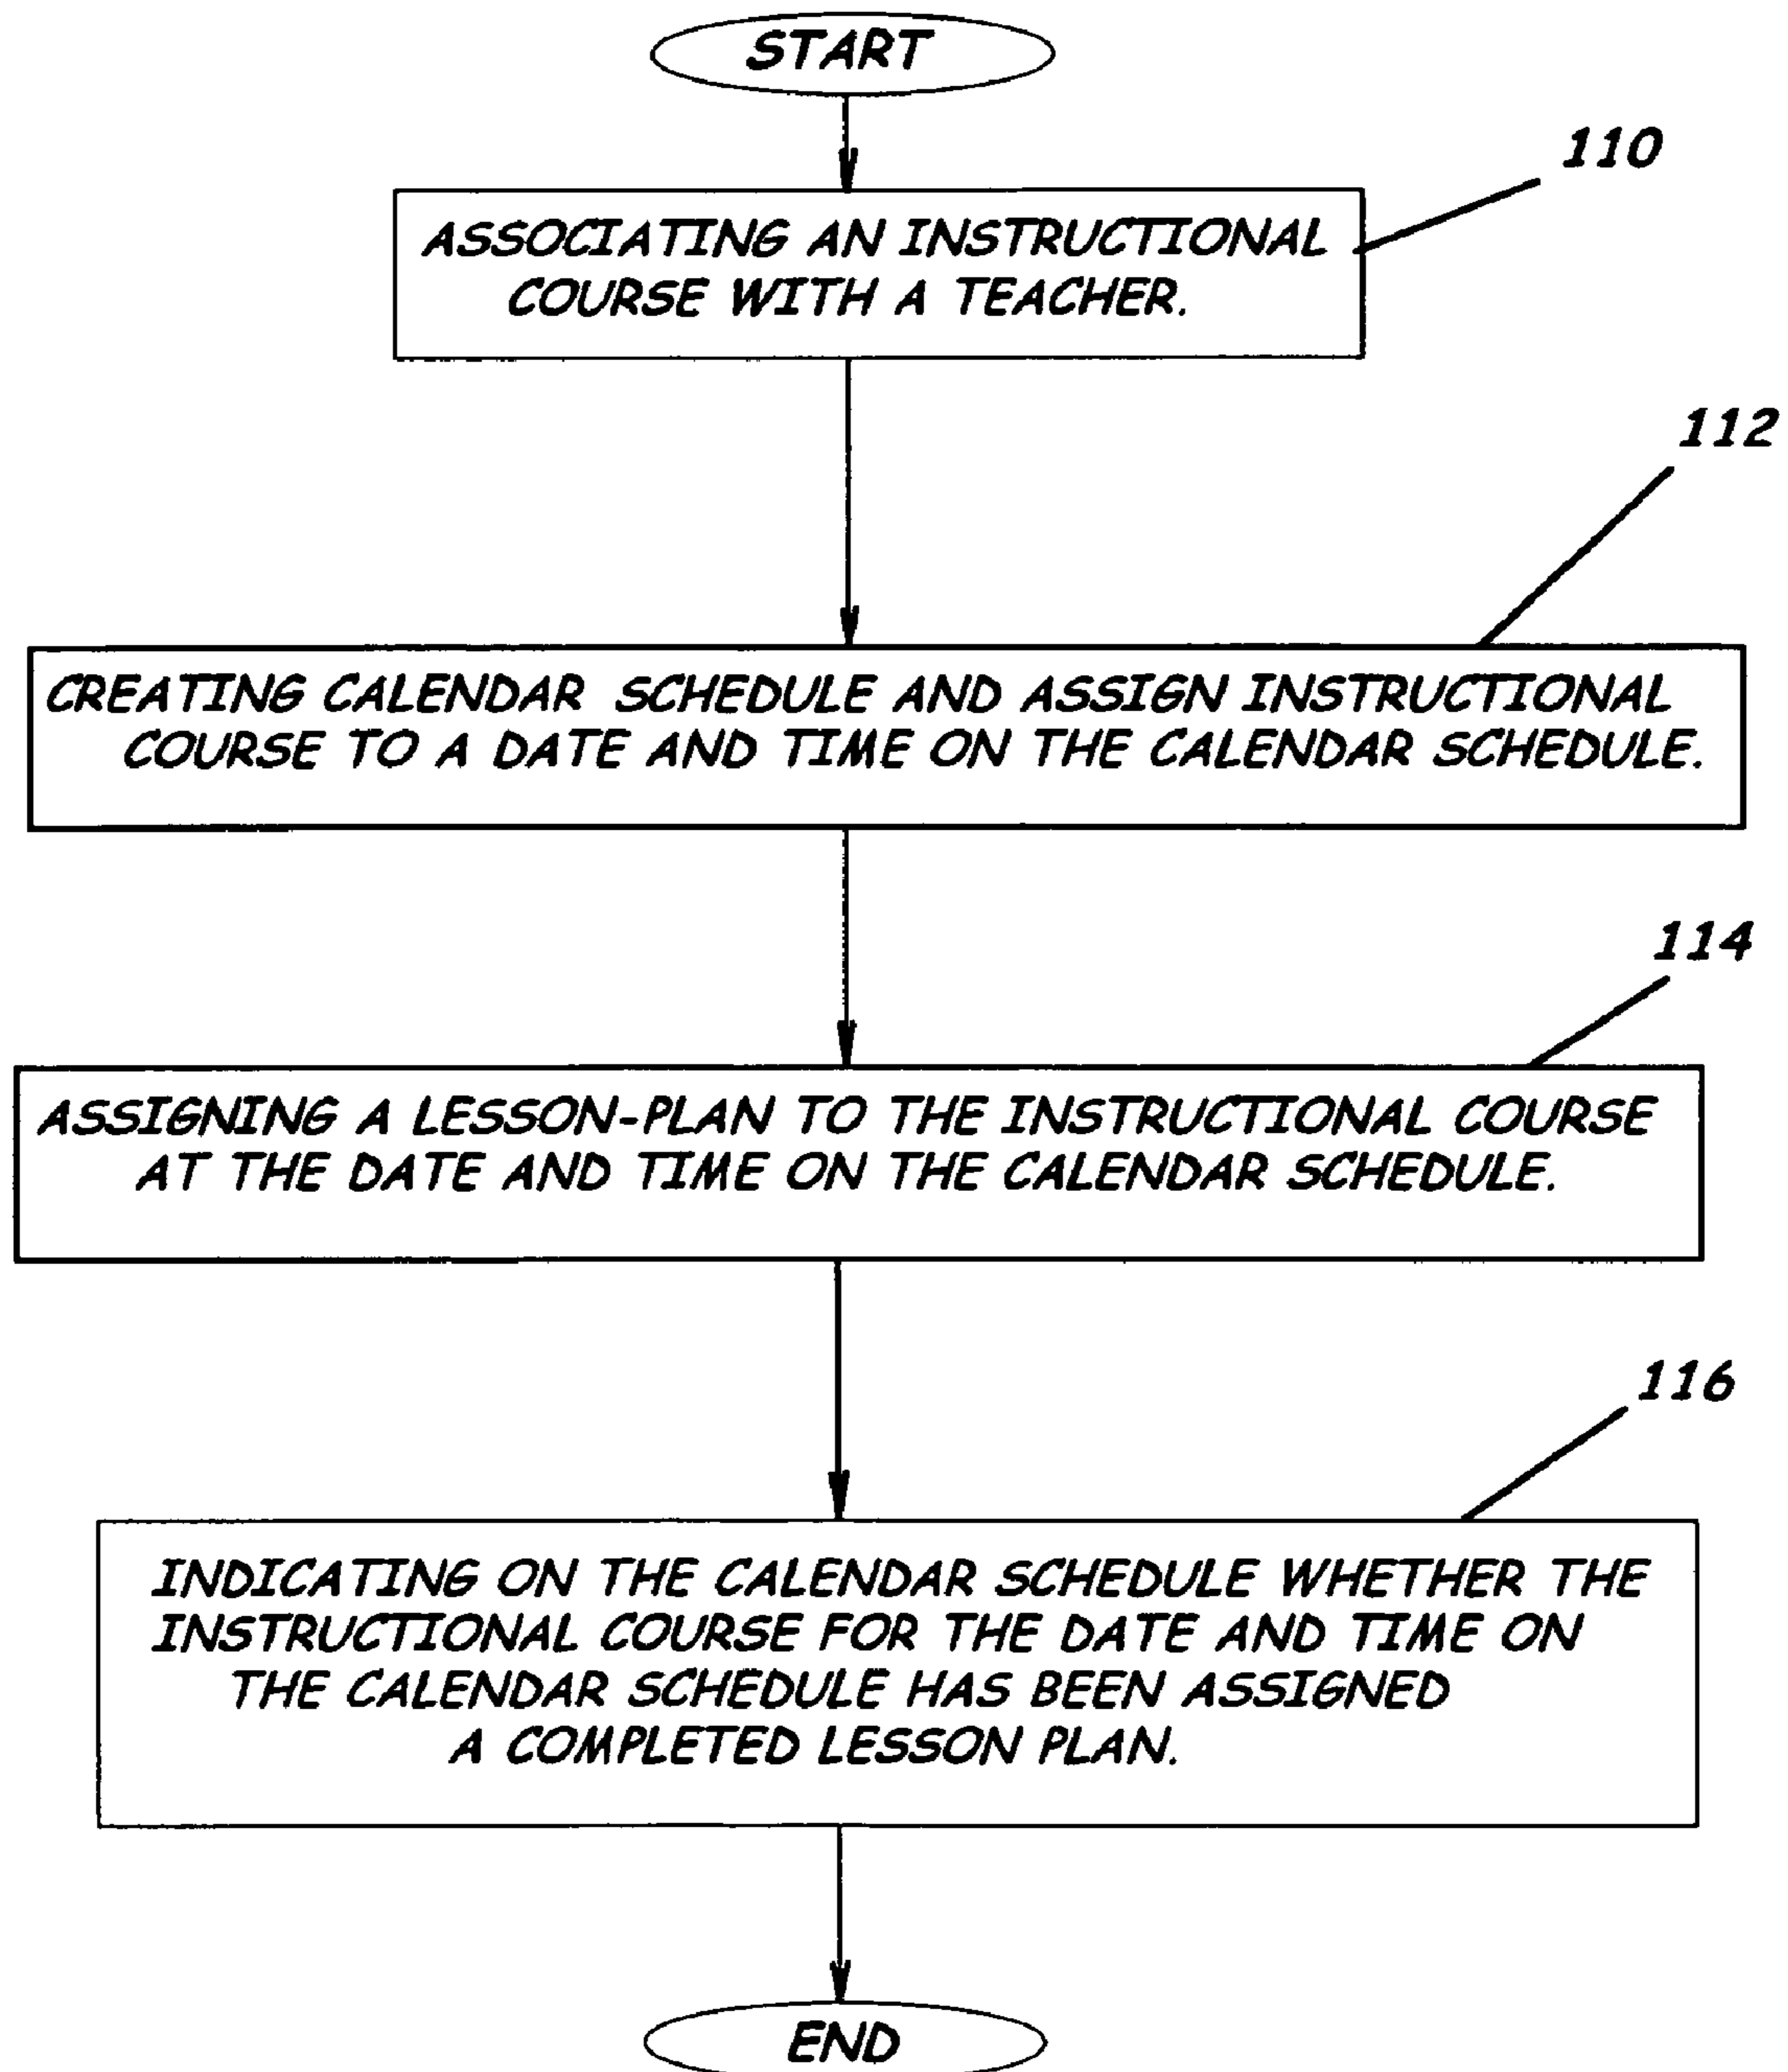 START
110
ASSOCIATING AN INSTRUCTIONAL
COURSE WITH A TEACHER.
112
CREATING CALENDAR SCHEDULE AND ASSIGN INSTRUCTIONAL
COURSE TO A DATE AND TIME ON THE CALENDAR SCHEDULE.
114
ASSIGNING A LESSON-PLAN TO THE INSTRUCTIONAL COURSE
AT THE DATE AND TIME ON THE CALENDAR SCHEDULE.
116
INDICATING ON THE CALENDAR SCHEDULE WHETHER THE
INSTRUCTIONAL COURSE FOR THE DATE AND TIME ON
THE CALENDAR SCHEDULE HAS BEEN ASSIGNED
A COMPLETED LESSON PLAN.
END